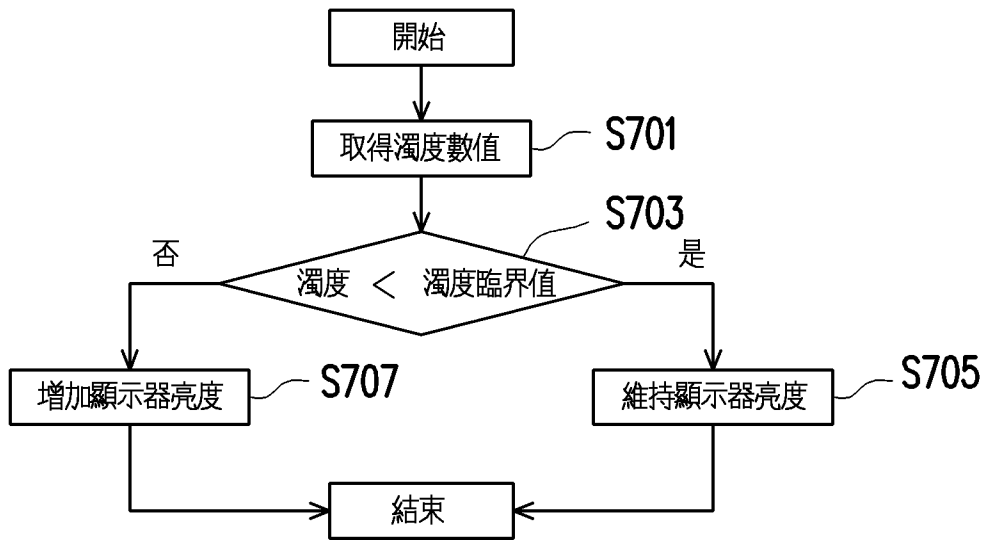 開始
取得濁度數值
S701
S703
否
是
濁度 < 濁度臨界值
增加顯示器亮度
S707
維持顯示器亮度
S705
結束